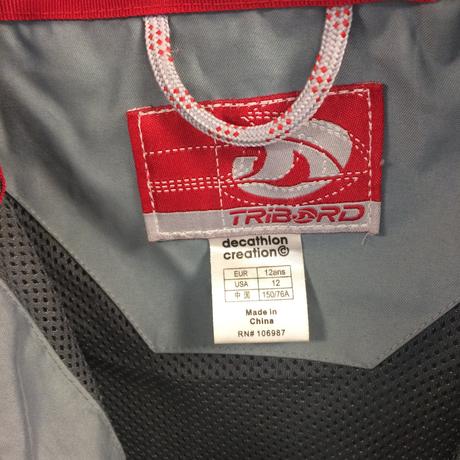 TRIBORD
decathlon
creation©
EUR 12ans
USA 12
中国 150/76A
Made in
China
RN# 106987